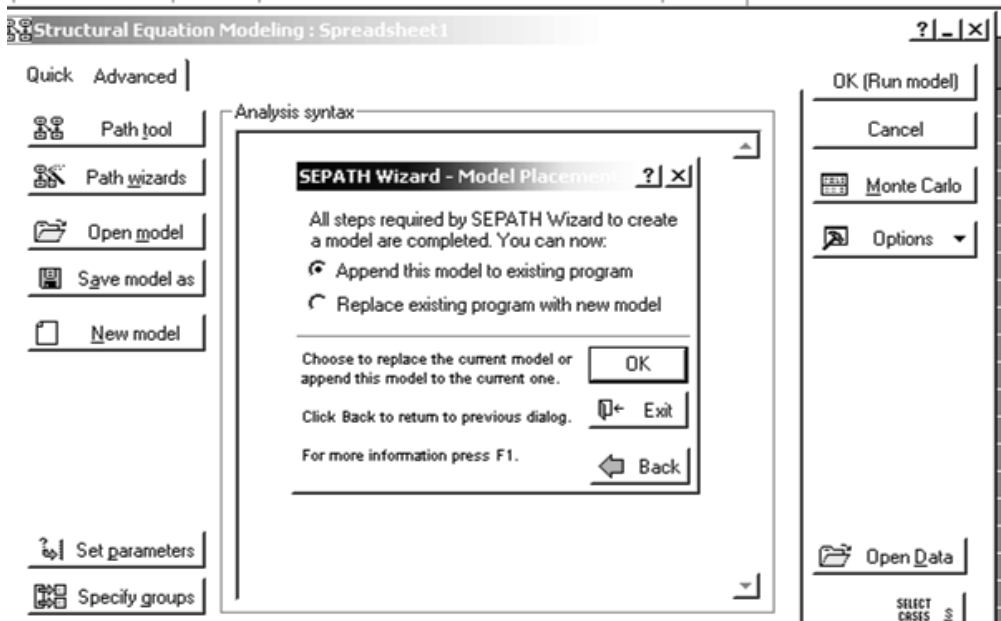 Structural Equation Modeling : Spreadsheet1
Quick Advanced
OK (Run model)
Analysis syntax
Path tool
Cancel
SEPATH Wizard - Model Placement
Path wizards
Monte Carlo
All steps required by SEPATH Wizard to create
a model are completed. You can now:
Open model
Options
Append this model to existing program
Save model as
Replace existing program with new model
New model
Choose to replace the current model or
append this model to the current one.
OK
Click Back to return to previous dialog.
Exit
For more information press F1.
Back
Set parameters
Open Data
Specify groups
SELECT
CASES S